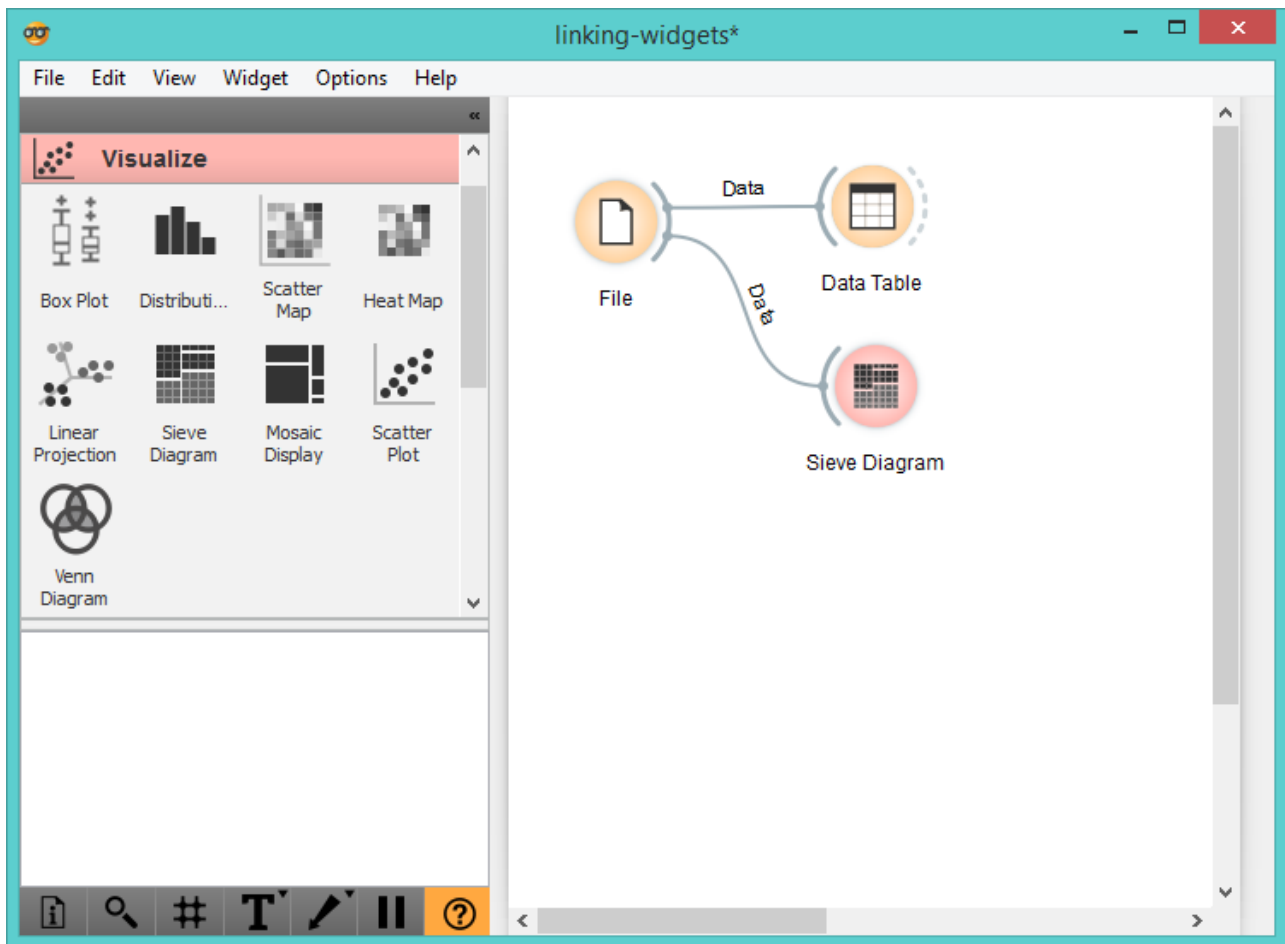 linking-widgets*
File Edit View Widget Options Help
Visualize
Box Plot
Distributi...
Scatter
Map
Heat Map
Linear
Projection
Sieve
Diagram
Mosaic
Display
Scatter
Plot
Venn
Diagram
File
Data
Data Table
Data
Sieve Diagram